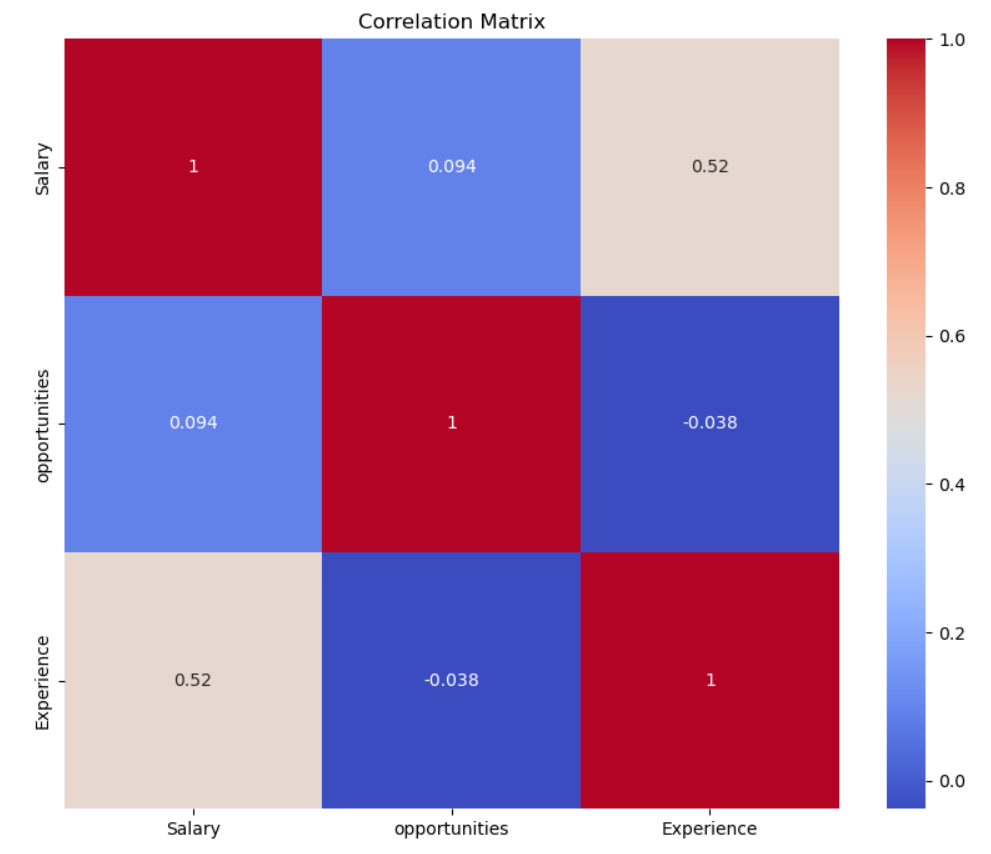 Correlation Matrix
Salary
1
0.094
0.52
opportunities
0.094
1
-0.038
Experience
0.52
-0.038
1
Salary
opportunities
Experience
1.0
0.8
0.6
0.4
0.2
0.0